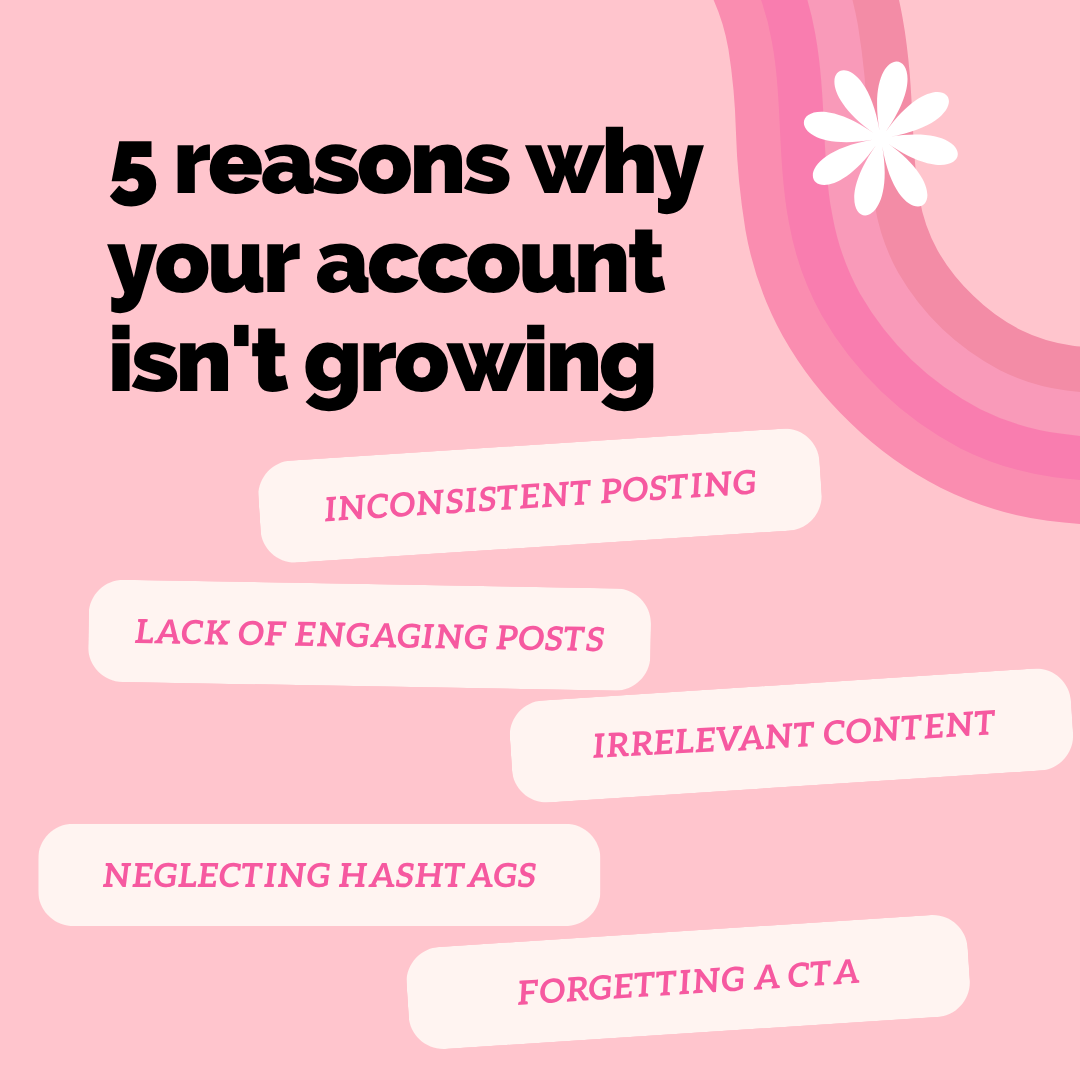 5 reasons why
your account
isn't growing
INCONSISTENT POSTING
LACK OF ENGAGING POSTS
IRRELEVANT CONTENT
NEGLECTING HASHTAGS
FORGETTING A CTA